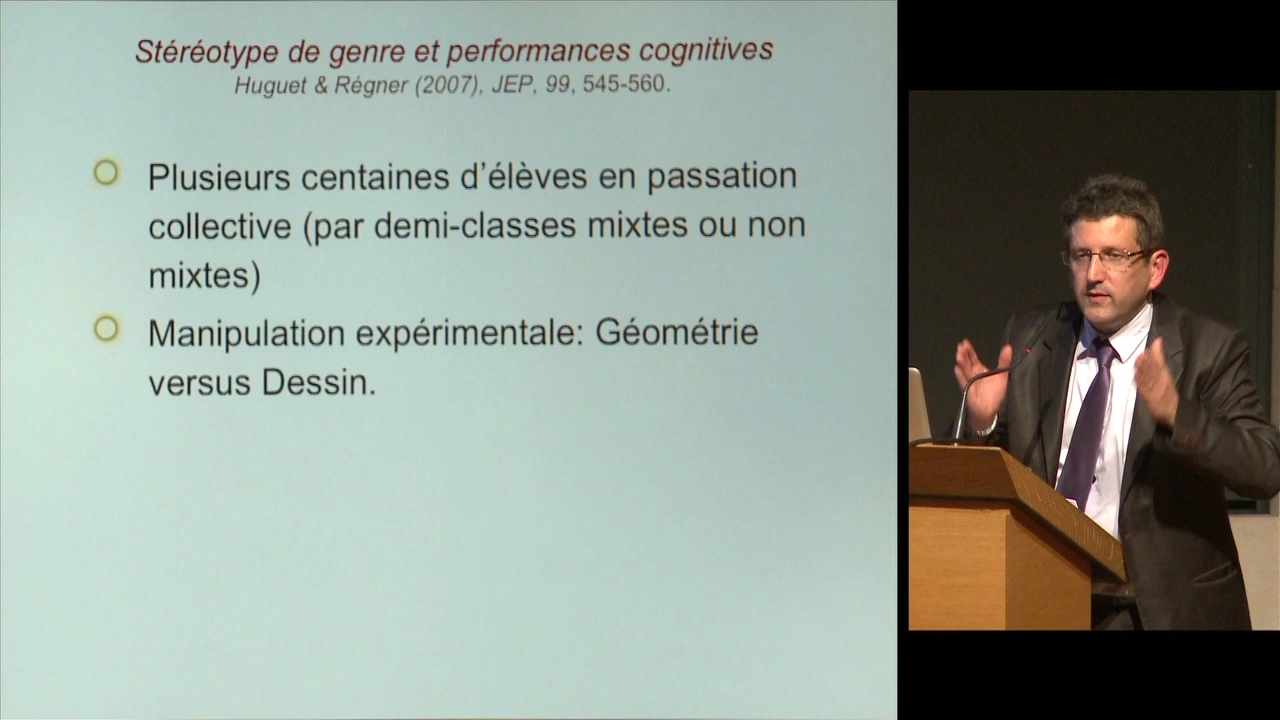 Stéréotype de genre et performances cognitives
Huguet & Régner (2007), JEP, 99, 545-560.
Plusieurs centaines d'élèves en passation
collective (par demi-classes mixtes ou non
mixtes)
Manipulation expérimentale: Géométrie
versus Dessin.